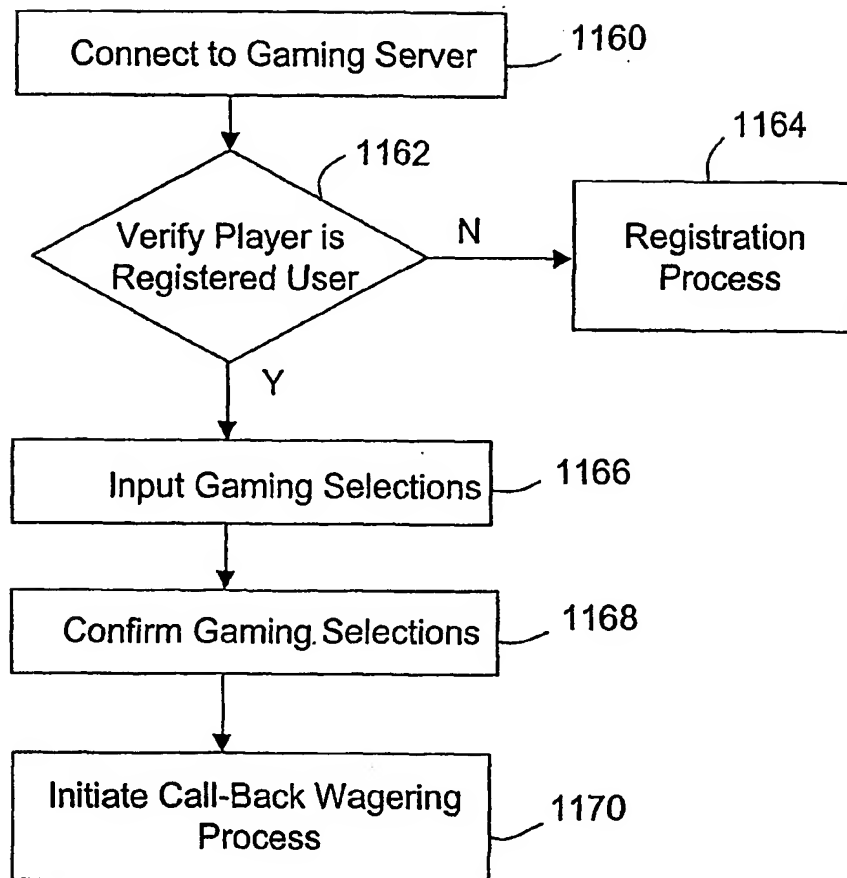 Connect to Gaming Server
1160
1162
Verify Player is
Registered User
N
1164
Registration
Process
Y
Input Gaming Selections
1166
Confirm Gaming Selections
1168
Initiate Call-Back Wagering
Process
1170